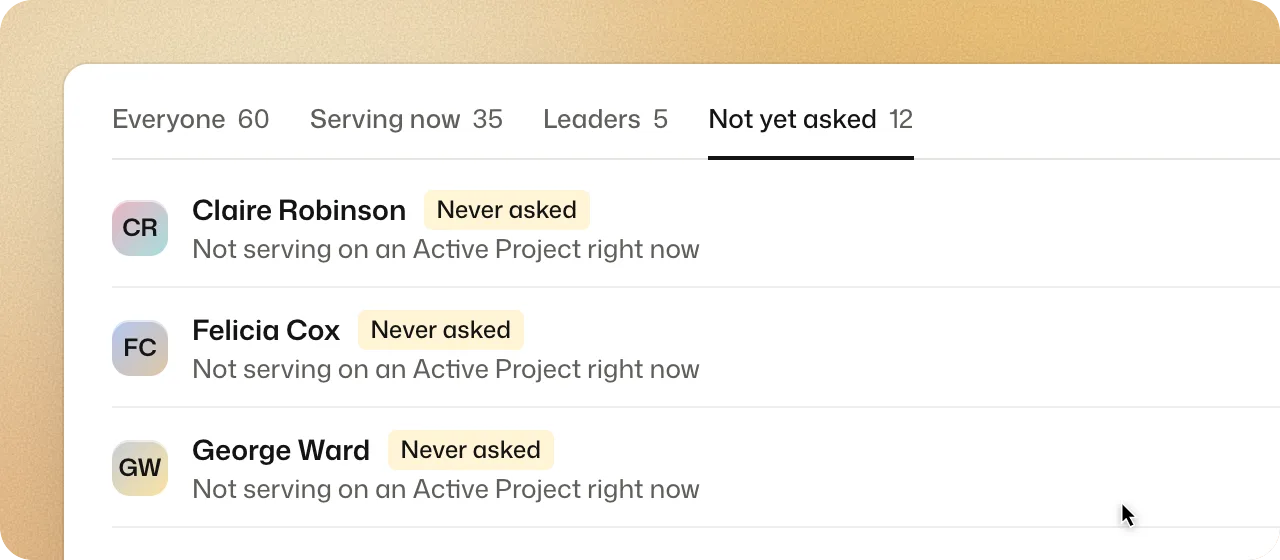 Everyone 60 Serving now 35 Leaders 5 Not yet asked 12
CR Claire Robinson Never asked
Not serving on an Active Project right now
FC Felicia Cox Never asked
Not serving on an Active Project right now
GW George Ward Never asked
Not serving on an Active Project right now